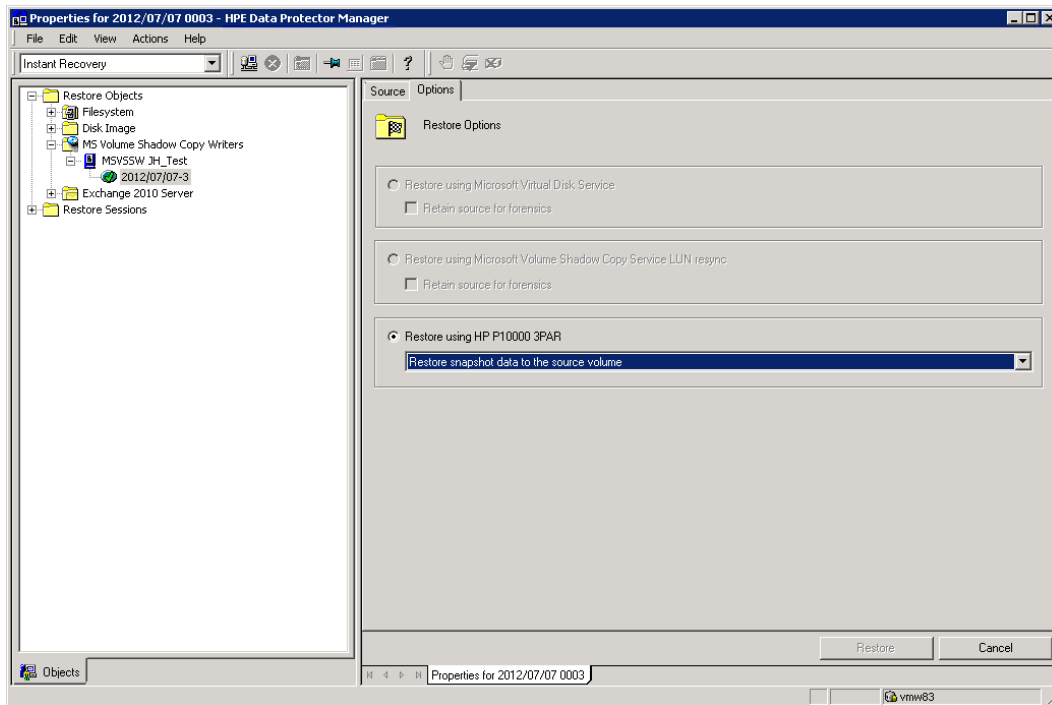 Properties for 2012/07/07 0003 - HPE Data Protector Manager
File Edit View Actions Help
Instant Recovery
?
Restore Objects
Filesystem
Disk Image
MS Volume Shadow Copy Writers
MSVSSW JH_Test
2012/07/07-3
Exchange 2010 Server
Restore Sessions
Objects
Source Options
Restore Options
Restore using Microsoft Virtual Disk Service
Retain source for forensics
Restore using Microsoft Volume Shadow Copy Service LUN resync
Retain source for forensics
Restore using HP P10000 3PAR
Restore snapshot data to the source volume
Restore Cancel
Properties for 2012/07/07 0003
vmw83